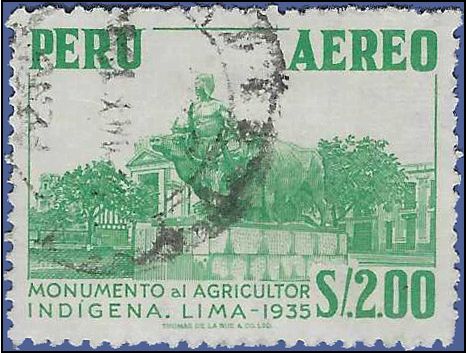 PERU AEREO
MONUMENTO al AGRICULTOR
INDÍGENA. LIMA-1935 S/.2.00
THOMAS DE LA RUE & CO. LTD.